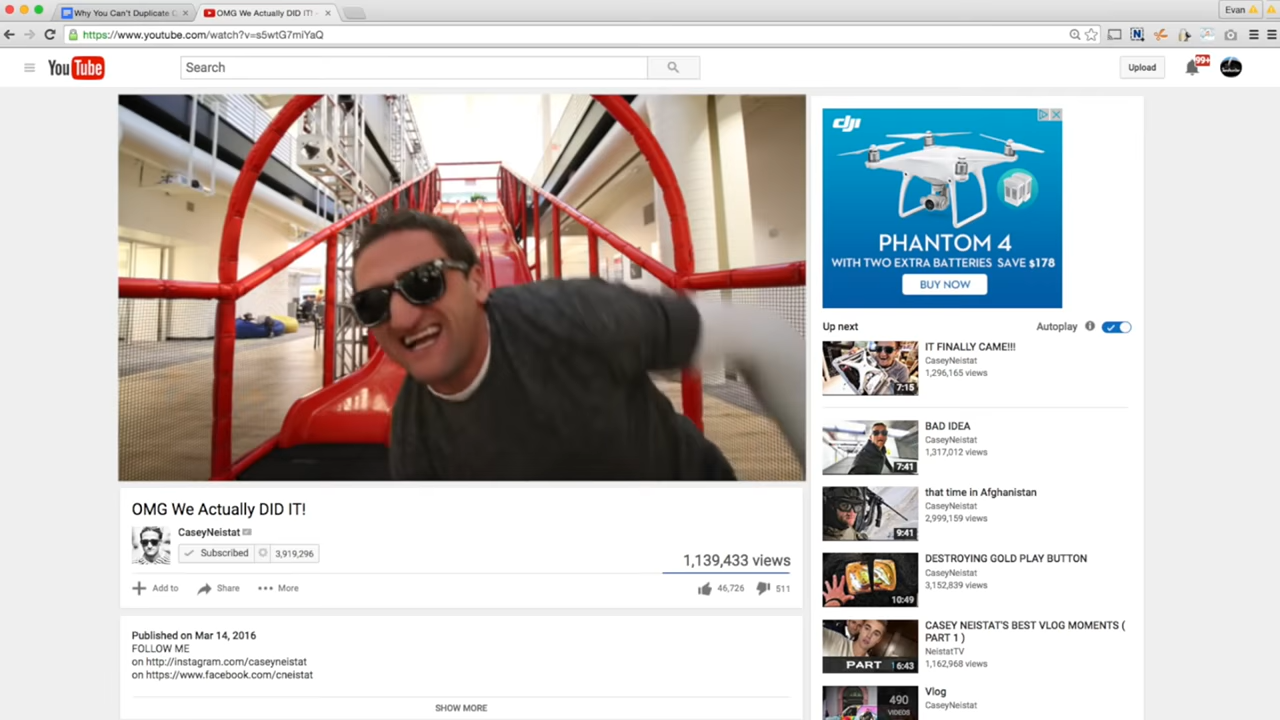 Why You Can't Duplicate
OMG We Actually DID IT! -
Evan
https://www.youtube.com/watch?v=s5wtG7miYaQ
YouTube
Search
Upload
99+
dji
PHANTOM 4
WITH TWO EXTRA BATTERIES SAVE $178
BUY NOW
Up next
Autoplay
IT FINALLY CAME!!!
CaseyNeistat
1,296,165 views
7:15
BAD IDEA
CaseyNeistat
1,317,012 views
7:41
that time in Afghanistan
CaseyNeistat
2,999,159 views
9:41
DESTROYING GOLD PLAY BUTTON
CaseyNeistat
3,152,839 views
10:49
CASEY NEISTAT'S BEST VLOG MOMENTS (
PART 1 )
NeistatTV
1,162,968 views
PART 1
6:43
Vlog
CaseyNeistat
490
VIDEOS
OMG We Actually DID IT!
CaseyNeistat
Subscribed 3,919,296
1,139,433 views
Add to Share More
46,726 511
Published on Mar 14, 2016
FOLLOW ME
on http://instagram.com/caseyneistat
on https://www.facebook.com/cneistat
SHOW MORE